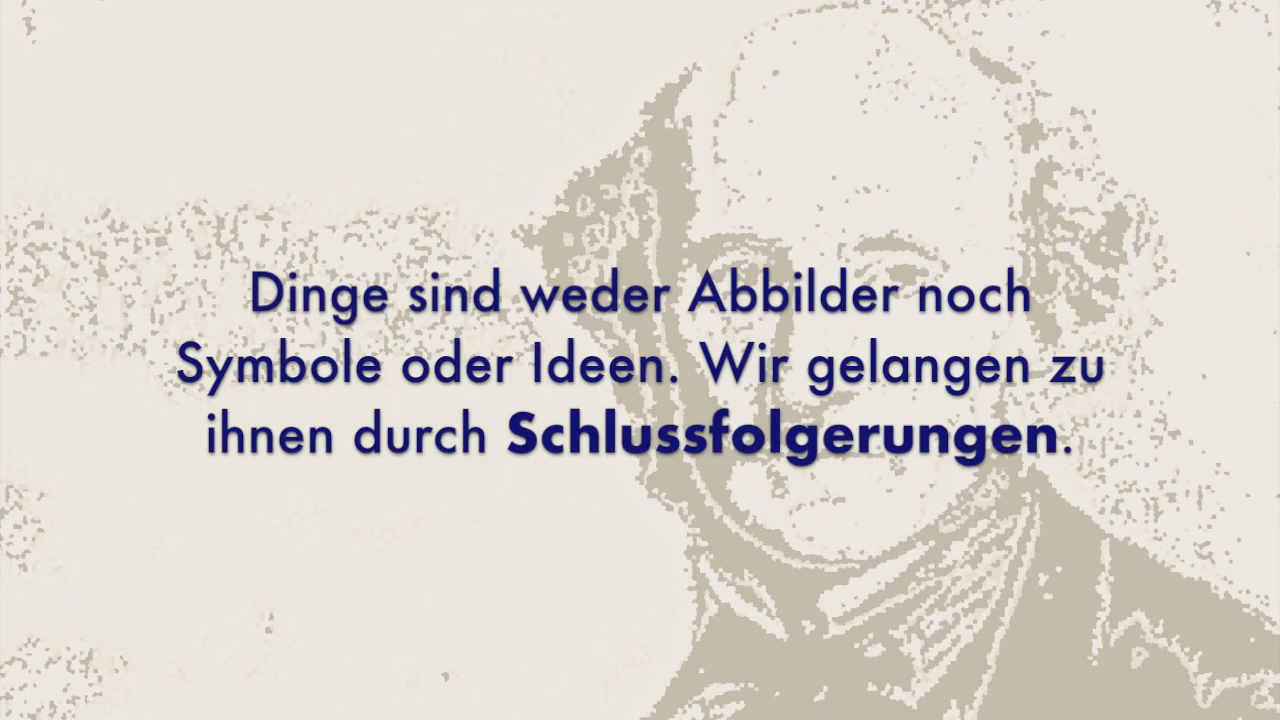 Dinge sind weder Abbilder noch
Symbole oder Ideen. Wir gelangen zu
ihnen durch Schlussfolgerungen.